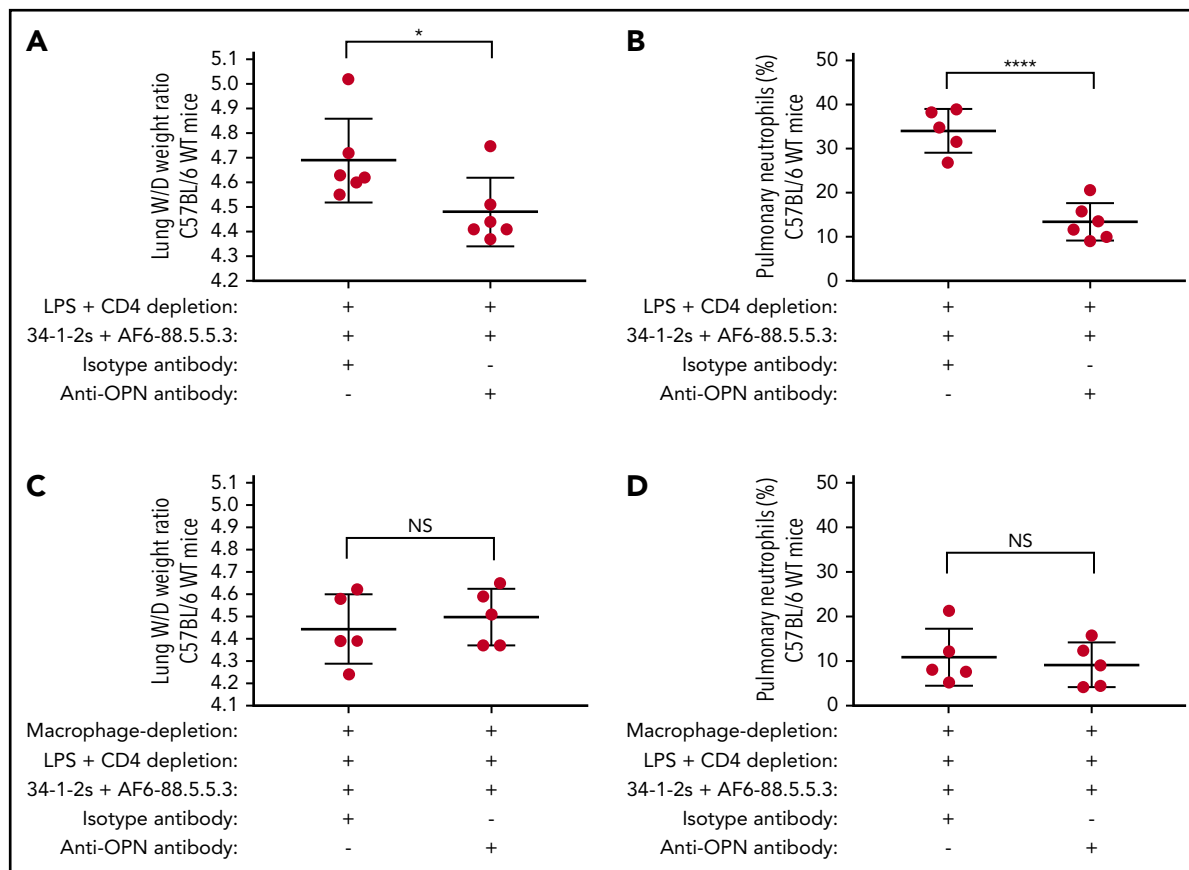 A
*
Lung W/D weight ratio
C57BL/6 WT mice
5.1
5.0
4.9
4.8
4.7
4.6
4.5
4.4
4.3
4.2
LPS + CD4 depletion: + +
34-1-2s + AF6-88.5.5.3: + +
Isotype antibody: + -
Anti-OPN antibody: - +
B
****
Pulmonary neutrophils (%)
C57BL/6 WT mice
50
40
30
20
10
0
LPS + CD4 depletion: + +
34-1-2s + AF6-88.5.5.3: + +
Isotype antibody: + -
Anti-OPN antibody: - +
C
NS
Lung W/D weight ratio
C57BL/6 WT mice
5.1
5.0
4.9
4.8
4.7
4.6
4.5
4.4
4.3
4.2
4.1
Macrophage-depletion: + +
LPS + CD4 depletion: + +
34-1-2s + AF6-88.5.5.3: + +
Isotype antibody: + -
Anti-OPN antibody: - +
D
NS
Pulmonary neutrophils (%)
C57BL/6 WT mice
50
40
30
20
10
0
Macrophage-depletion: + +
LPS + CD4 depletion: + +
34-1-2s + AF6-88.5.5.3: + +
Isotype antibody: + -
Anti-OPN antibody: - +